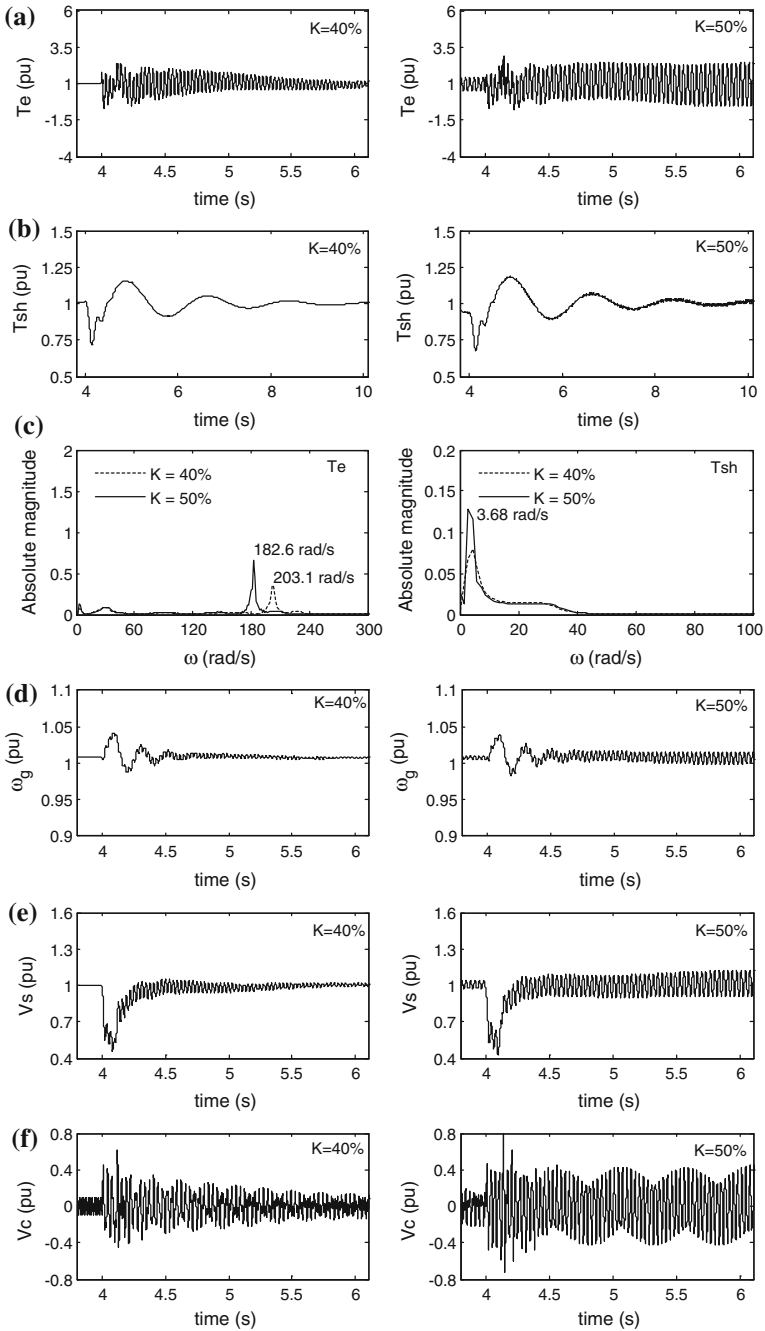 (a)
6
3.5
1
-1.5
-4
Te (pu)
K=40%
4 4.5 5 5.5 6
time (s)
6
3.5
1
-1.5
-4
Te (pu)
K=50%
4 4.5 5 5.5 6
time (s)
(b)
1.5
1.25
1
0.75
0.5
Tsh (pu)
K=40%
4 6 8 10
time (s)
1.5
1.25
1
0.75
0.5
Tsh (pu)
K=50%
4 6 8 10
time (s)
(c)
2
1.5
1
0.5
0
Absolute magnitude
K = 40%
K = 50%
Te
182.6 rad/s
203.1 rad/s
0 60 120 180 240 300
ω (rad/s)
0.2
0.15
0.1
0.05
0
Absolute magnitude
K = 40%
K = 50%
Tsh
3.68 rad/s
0 20 40 60 80 100
ω (rad/s)
(d)
1.1
1.05
1
0.95
0.9
ωg (pu)
K=40%
4 4.5 5 5.5 6
time (s)
1.1
1.05
1
0.95
0.9
ωg (pu)
K=50%
4 4.5 5 5.5 6
time (s)
(e)
1.6
1.3
1
0.7
0.4
Vs (pu)
K=40%
4 4.5 5 5.5 6
time (s)
1.6
1.3
1
0.7
0.4
Vs (pu)
K=50%
4 4.5 5 5.5 6
time (s)
(f)
0.8
0.4
0
-0.4
-0.8
Vc (pu)
K=40%
4 4.5 5 5.5 6
time (s)
0.8
0.4
0
-0.4
-0.8
Vc (pu)
K=50%
4 4.5 5 5.5 6
time (s)